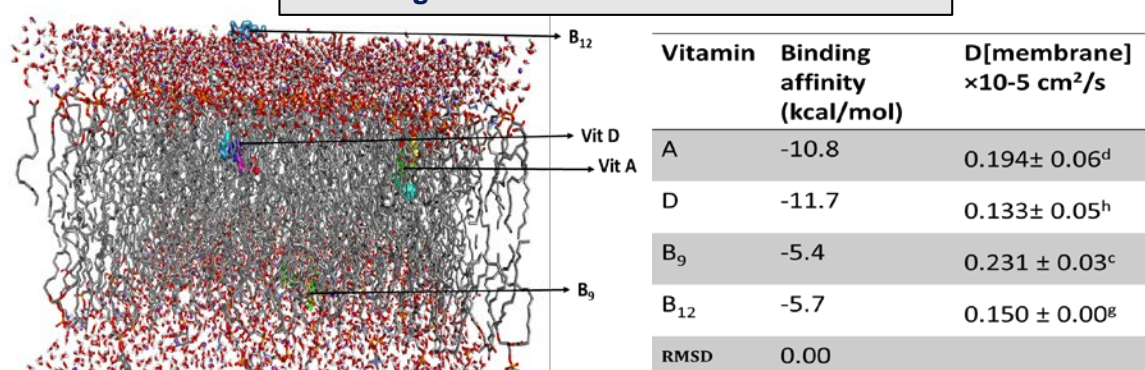 B₁₂
Vit D
Vit A
B₉
Vitamin Binding affinity (kcal/mol) D[membrane] ×10-5 cm²/s
A -10.8 0.194± 0.06ᵈ
D -11.7 0.133± 0.05ʰ
B₉ -5.4 0.231 ± 0.03ᶜ
B₁₂ -5.7 0.150 ± 0.00ᵍ
RMSD 0.00